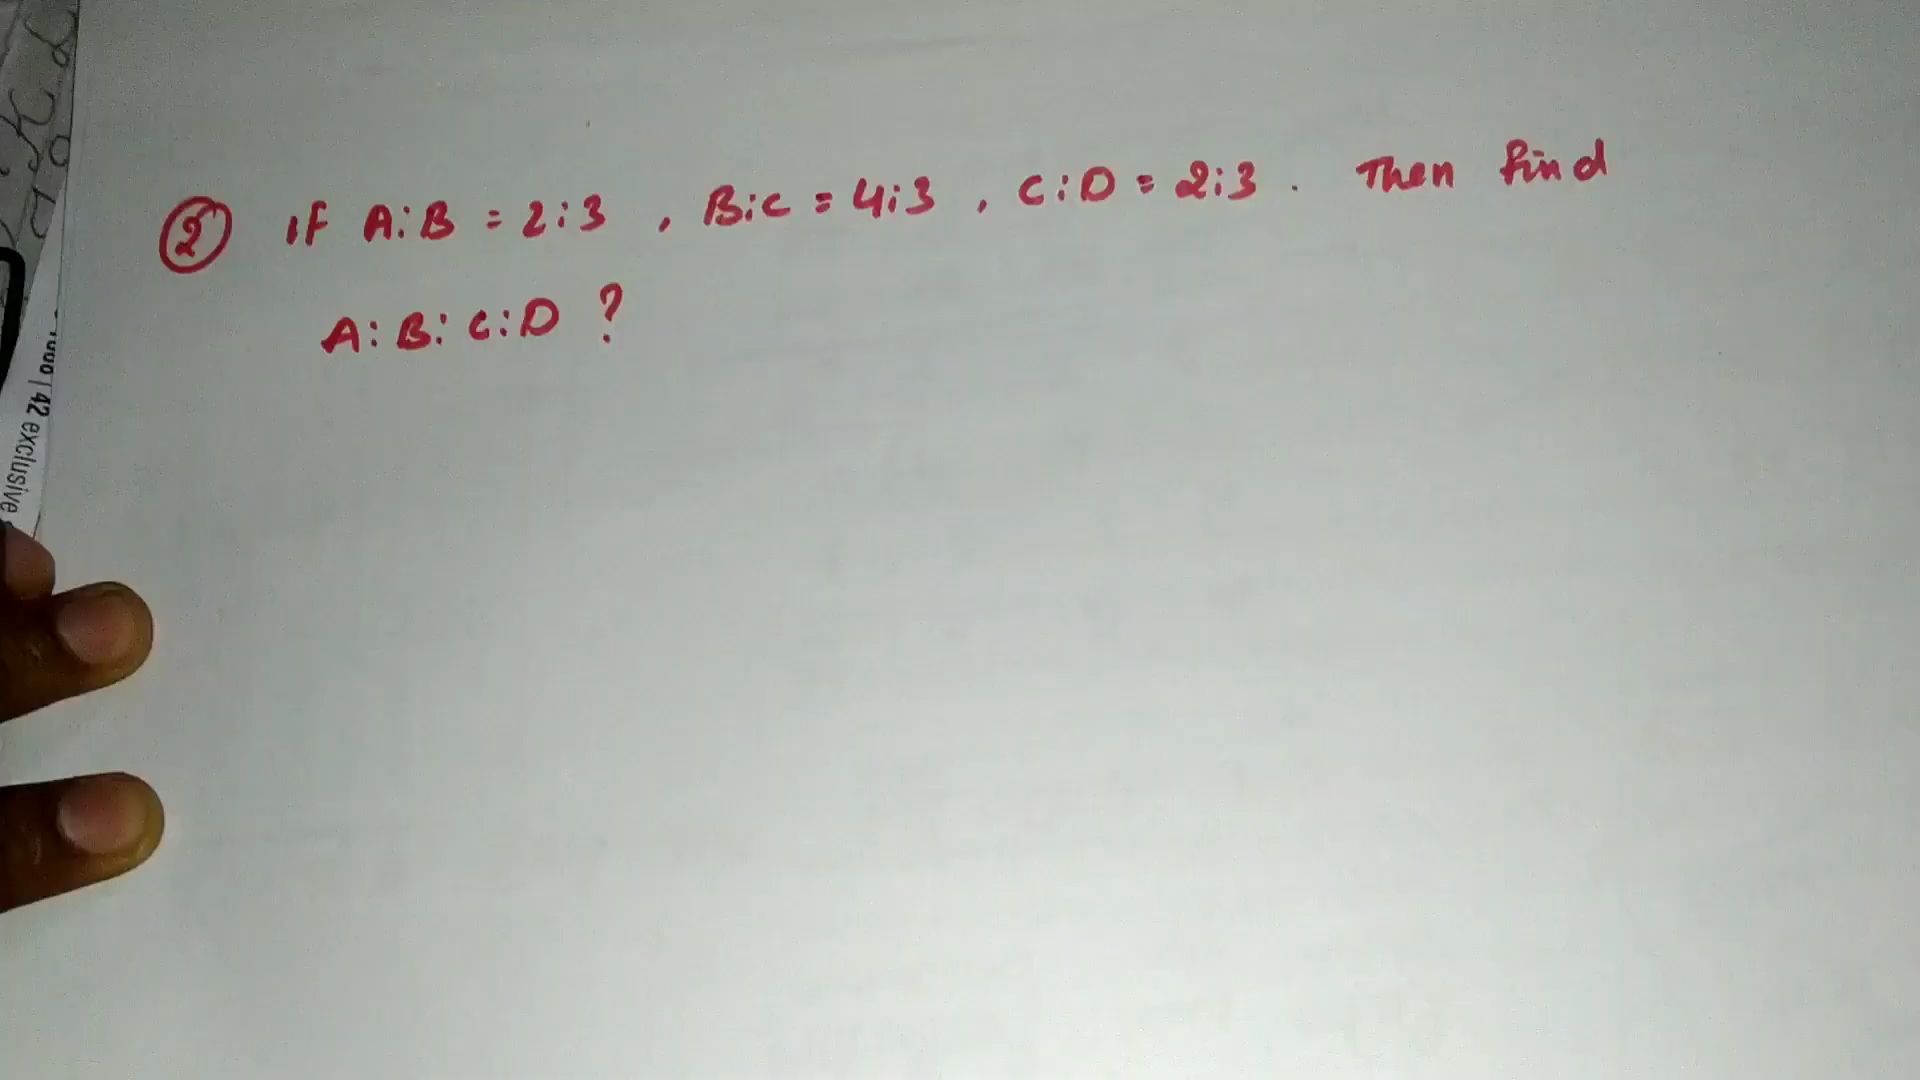 ② If A:B = 2:3 , B:C = 4:3 , C:D = 2:3 . Then find
A:B:C:D ?
42 exclusive